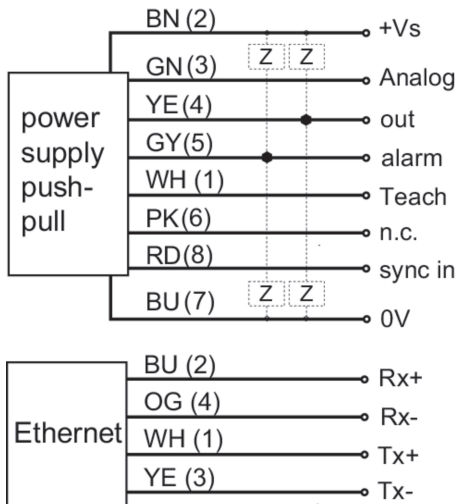 BN (2)
+Vs
Z Z
GN (3)
Analog
YE (4)
out
power
supply
push-
pull
GY(5)
alarm
WH (1)
Teach
PK(6)
n.c.
RD(8)
sync in
Z Z
BU (7)
0V
BU (2)
Rx+
OG (4)
Rx-
Ethernet
WH (1)
Tx+
YE (3)
Tx-